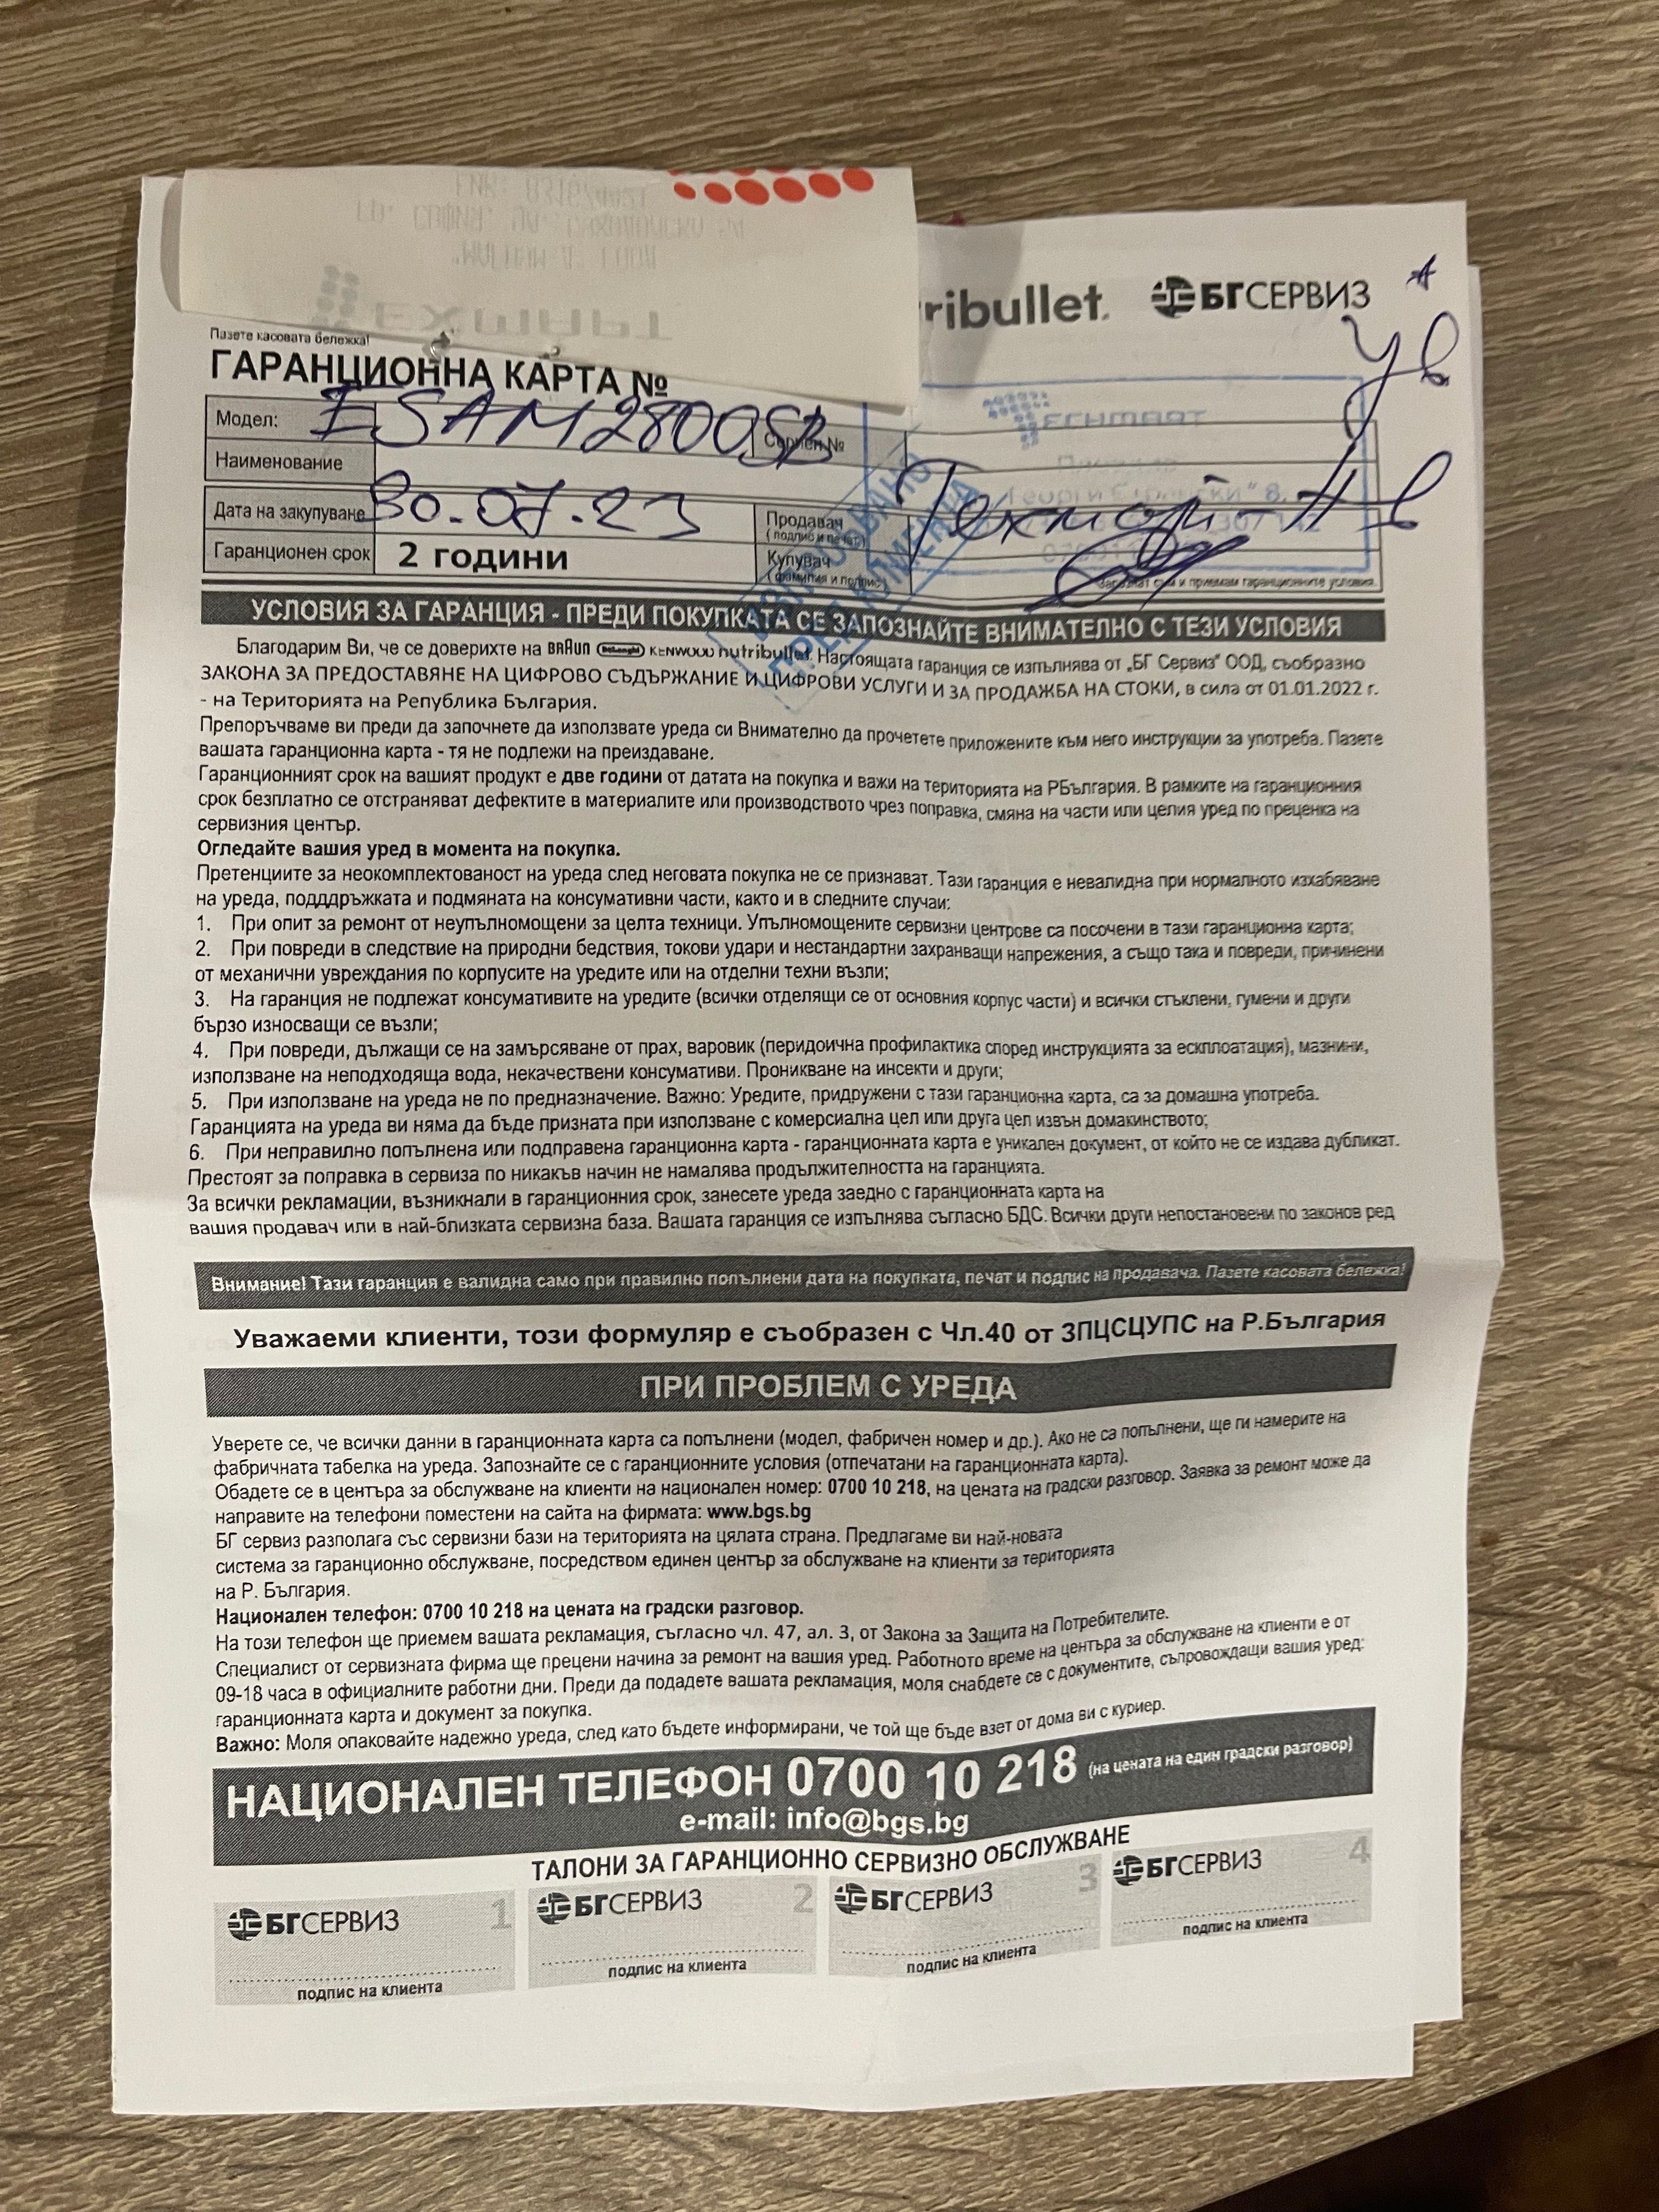 ribullet. БГСЕРВИЗ
Пазете касовата бележка!
ГАРАНЦИОННА КАРТА №
Модел: ESAM2800SB Сериен №
TECHMART
Наименование
Дата на закупуване 30.07.23 Продавач
(подпис и печат)
Гаранционен срок 2 години Купувач
(фамилия и подпис)
Запознат съм и приемам гаранционните условия.
ИЗПРОБВАНО
ПРЕД КЛИЕНТА
УСЛОВИЯ ЗА ГАРАНЦИЯ - ПРЕДИ ПОКУПКАТА СЕ ЗАПОЗНАЙТЕ ВНИМАТЕЛНО С ТЕЗИ УСЛОВИЯ
Благодарим Ви, че се доверихте на BRAUN DeLonghi KENWOOD nutribullet. Настоящата гаранция се изпълнява от „БГ Сервиз" ООД, съобразно
ЗАКОНА ЗА ПРЕДОСТАВЯНЕ НА ЦИФРОВО СЪДЪРЖАНИЕ И ЦИФРОВИ УСЛУГИ И ЗА ПРОДАЖБА НА СТОКИ, в сила от 01.01.2022 г.
- на Територията на Република България.
Препоръчваме ви преди да започнете да използвате уреда си Внимателно да прочетете приложените към него инструкции за употреба. Пазете
вашата гаранционна карта - тя не подлежи на преиздаване.
Гаранционният срок на вашият продукт е две години от датата на покупка и важи на територията на РБългария. В рамките на гаранционния
срок безплатно се отстраняват дефектите в материалите или производството чрез поправка, смяна на части или целия уред по преценка на
сервизния център.
Огледайте вашия уред в момента на покупка.
Претенциите за неокомплектованост на уреда след неговата покупка не се признават. Тази гаранция е невалидна при нормалното изхабяване
на уреда, подддръжката и подмяната на консумативни части, както и в следните случаи:
1. При опит за ремонт от неупълномощени за целта техници. Упълномощените сервизни центрове са посочени в тази гаранционна карта;
2. При повреди в следствие на природни бедствия, токови удари и нестандартни захранващи напрежения, а също така и повреди, причинени
от механични увреждания по корпусите на уредите или на отделни техни възли;
3. На гаранция не подлежат консумативите на уредите (всички отделящи се от основния корпус части) и всички стъклени, гумени и други
бързо износващи се възли;
4. При повреди, дължащи се на замърсяване от прах, варовик (перидоична профилактика според инструкцията за ескплоатация), мазнини,
използване на неподходяща вода, некачествени консумативи. Проникване на инсекти и други;
5. При използване на уреда не по предназначение. Важно: Уредите, придружени с тази гаранционна карта, са за домашна употреба.
Гаранцията на уреда ви няма да бъде призната при използване с комерсиална цел или друга цел извън домакинството;
6. При неправилно попълнена или подправена гаранционна карта - гаранционната карта е уникален документ, от който не се издава дубликат.
Престоят за поправка в сервиза по никакъв начин не намалява продължителността на гаранцията.
За всички рекламации, възникнали в гаранционния срок, занесете уреда заедно с гаранционната карта на
вашия продавач или в най-близката сервизна база. Вашата гаранция се изпълнява съгласно БДС. Всички други непостановени по законов ред
Внимание! Тази гаранция е валидна само при правилно попълнени дата на покупката, печат и подпис на продавача. Пазете касовата бележка!
Уважаеми клиенти, този формуляр е съобразен с Чл.40 от ЗПЦСЦУПС на Р.България
ПРИ ПРОБЛЕМ С УРЕДА
Уверете се, че всички данни в гаранционната карта са попълнени (модел, фабричен номер и др.). Ако не са попълнени, ще ги намерите на
фабричната табелка на уреда. Запознайте се с гаранционните условия (отпечатани на гаранционната карта).
Обадете се в центъра за обслужване на клиенти на национален номер: 0700 10 218, на цената на градски разговор. Заявка за ремонт може да
направите на телефони поместени на сайта на фирмата: www.bgs.bg
БГ сервиз разполага със сервизни бази на територията на цялата страна. Предлагаме ви най-новата
система за гаранционно обслужване, посредством единен център за обслужване на клиенти за територията
на Р. България.
Национален телефон: 0700 10 218 на цената на градски разговор.
На този телефон ще приемем вашата рекламация, съгласно чл. 47, ал. 3, от Закона за Защита на Потребителите.
Специалист от сервизната фирма ще прецени начина за ремонт на вашия уред. Работното време на центъра за обслужване на клиенти е от
09-18 часа в официалните работни дни. Преди да подадете вашата рекламация, моля снабдете се с документите, съпровождащи вашия уред:
гаранционната карта и документ за покупка.
Важно: Моля опаковайте надежно уреда, след като бъдете информирани, че той ще бъде взет от дома ви с куриер.
НАЦИОНАЛЕН ТЕЛЕФОН 0700 10 218 (на цената на един градски разговор)
e-mail: info@bgs.bg
ТАЛОНИ ЗА ГАРАНЦИОННО СЕРВИЗНО ОБСЛУЖВАНЕ
БГСЕРВИЗ 1 БГСЕРВИЗ 2 БГСЕРВИЗ 3 БГСЕРВИЗ 4
подпис на клиента подпис на клиента подпис на клиента подпис на клиента